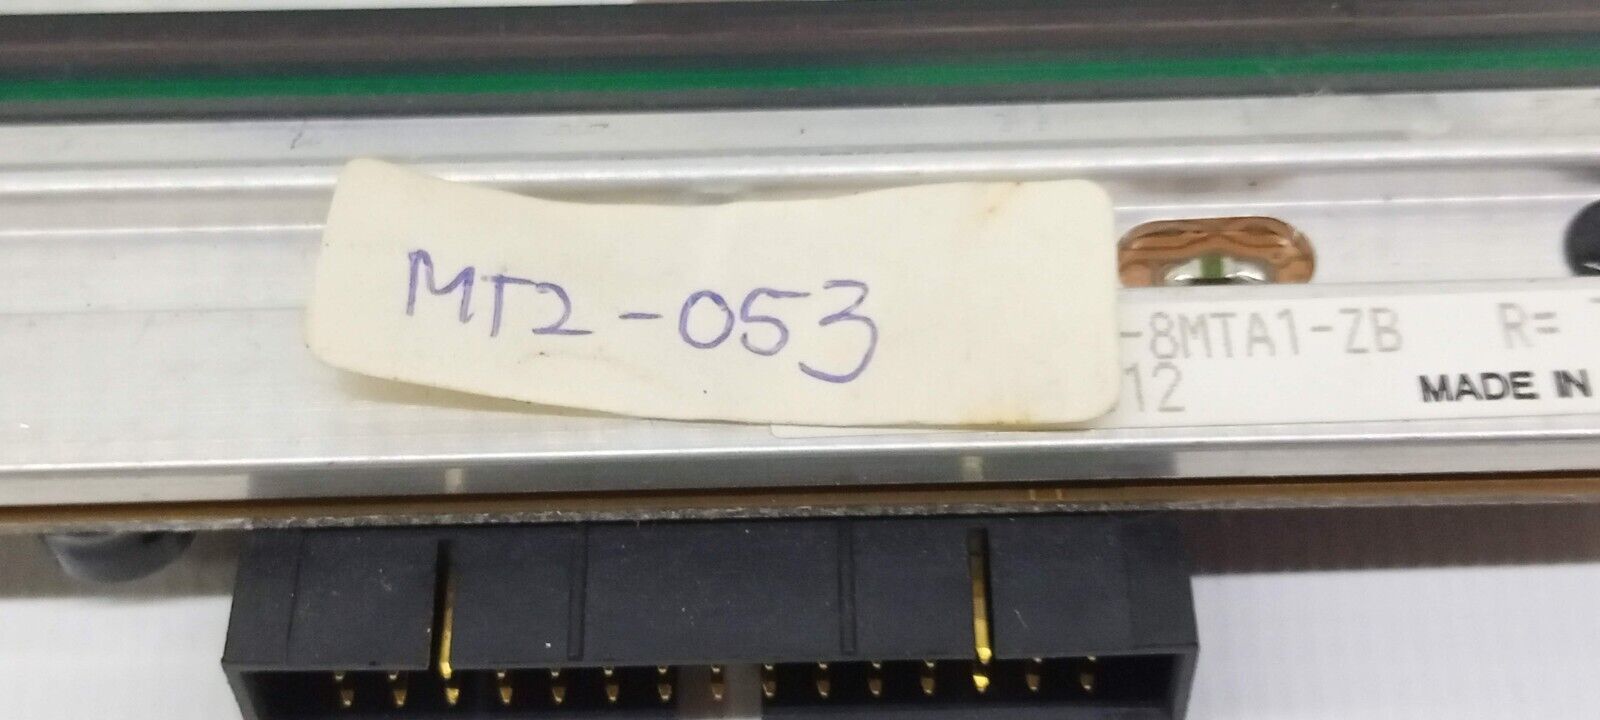 MT2-053
-8MTA1-ZB R=
12
MADE IN